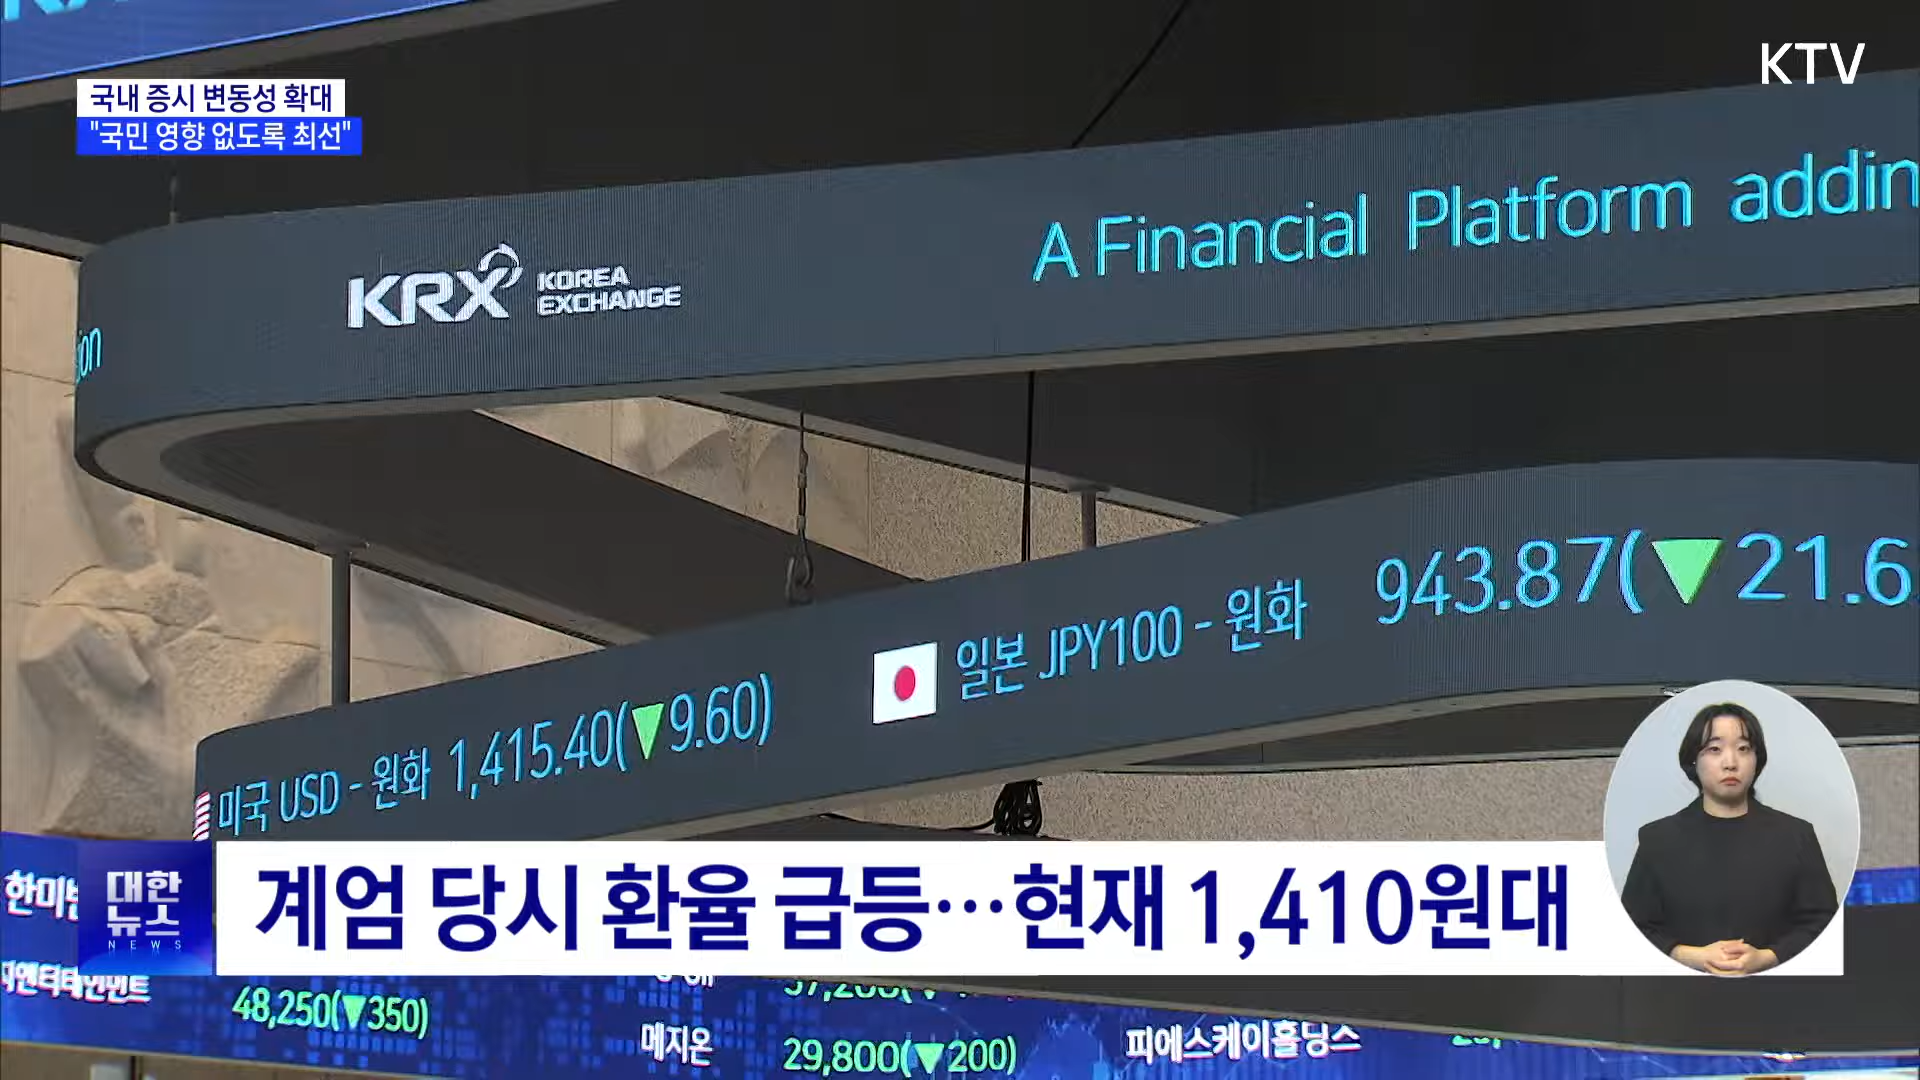 KTV
국내 증시 변동성 확대
"국민 영향 없도록 최선"
A Financial Platform addin
KRX KOREA EXCHANGE
ion
943.87(▼21.6
일본 JPY100 - 원화
미국 USD - 원화 1,415.40(▼9.60)
대한뉴스
NEWS
계엄 당시 환율 급등…현재 1,410원대
한미반
48,250(▼350)
메지온
29,800(▼200)
피에스케이홀딩스